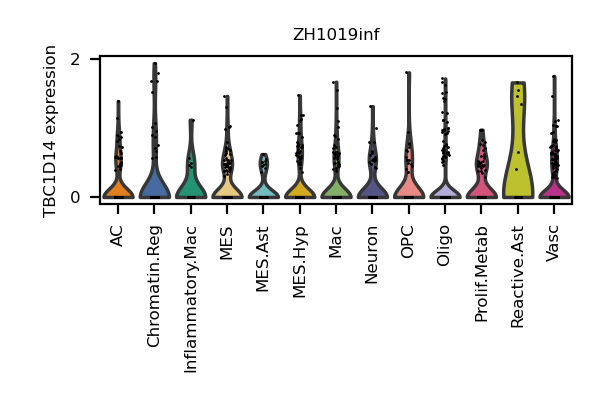 ZH1019inf
TBC1D14 expression
2
0
AC
Chromatin.Reg
Inflammatory.Mac
MES
MES.Ast
MES.Hyp
Mac
Neuron
OPC
Oligo
Prolif.Metab
Reactive.Ast
Vasc